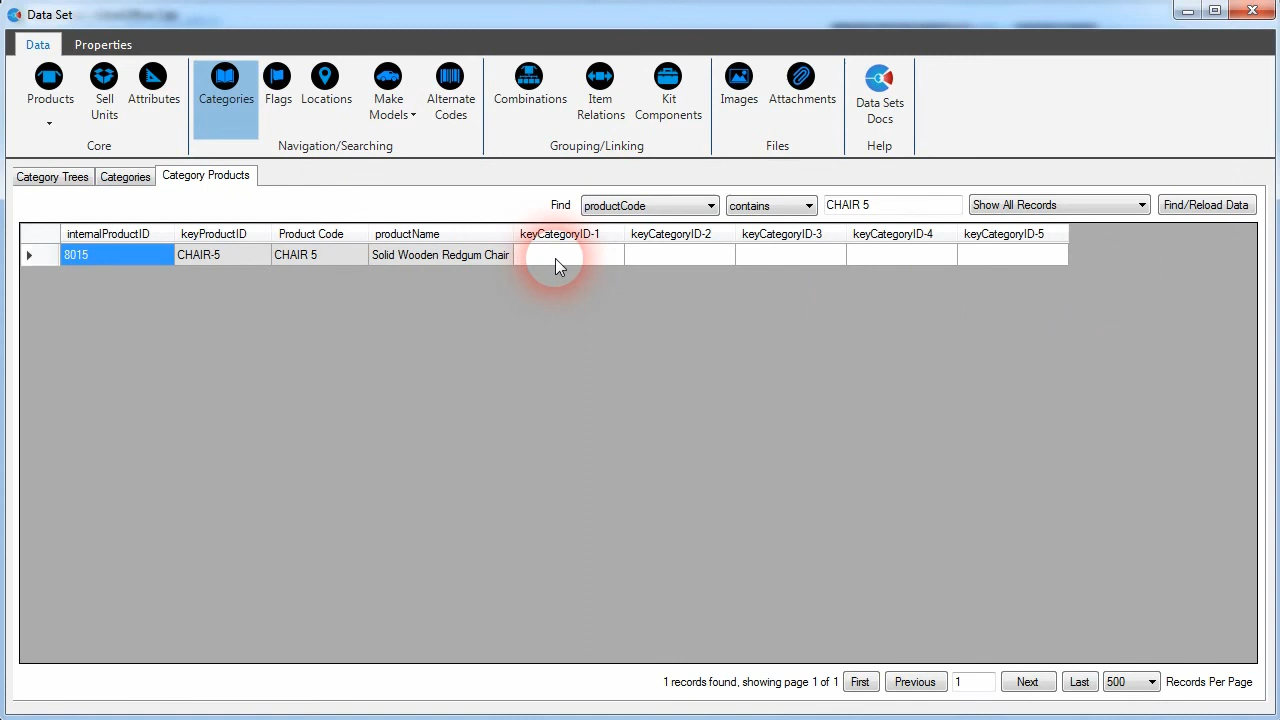 Data Set
Data Properties
Products Sell Units Attributes Categories Flags Locations Make Models Alternate Codes Combinations Item Relations Kit Components Images Attachments Data Sets Docs
Core Navigation/Searching Grouping/Linking Files Help
Category Trees Categories Category Products
Find productCode contains CHAIR 5 Show All Records Find/Reload Data
internalProductID keyProductID Product Code productName keyCategoryID-1 keyCategoryID-2 keyCategoryID-3 keyCategoryID-4 keyCategoryID-5
8015 CHAIR-5 CHAIR 5 Solid Wooden Redgum Chair
1 records found, showing page 1 of 1 First Previous 1 Next Last 500 Records Per Page